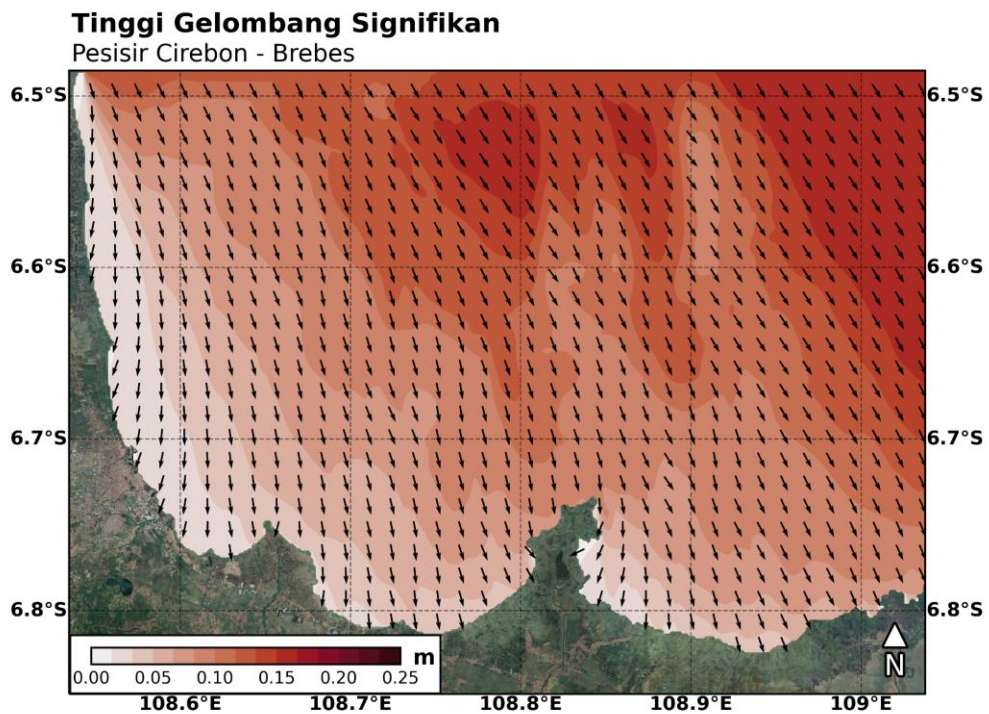 Tinggi Gelombang Signifikan
Pesisir Cirebon - Brebes
6.5°S
6.5°S
6.6°S
6.6°S
6.7°S
6.7°S
6.8°S
6.8°S
N
m
0.00 0.05 0.10 0.15 0.20 0.25
108.6°E 108.7°E 108.8°E 108.9°E 109°E